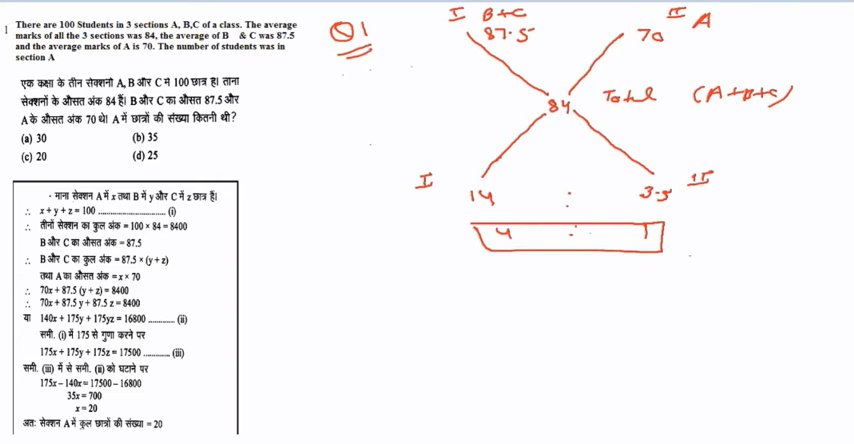 1 There are 100 Students in 3 sections A, B,C of a class. The average
marks of all the 3 sections was 84, the average of B & C was 87.5
and the average marks of A is 70. The number of students was in
section A
एक कक्षा के तीन सेक्शनों A, B और C में 100 छात्र हैं। ताना
सेक्शनों के औसत अंक 84 हैं। B और C का औसत 87.5 और
A के औसत अंक 70 थे। A में छात्रों की संख्या कितनी थी?
(a) 30 (b) 35
(c) 20 (d) 25
· माना सेक्शन A में x तथा B में y और C में z छात्र हैं।
∴ x + y + z = 100 .......................... (i)
∴ तीनों सेक्शन का कुल अंक = 100 × 84 = 8400
B और C का औसत अंक = 87.5
∴ B और C का कुल अंक = 87.5 × (y + z)
तथा A का औसत अंक = x × 70
∴ 70x + 87.5 (y + z) = 8400
∴ 70x + 87.5 y + 87.5 z = 8400
या 140x + 175y + 175yz = 16800 ........... (ii)
समी. (i) में 175 से गुणा करने पर
175x + 175y + 175z = 17500 ........... (iii)
समी. (iii) में से समी. (ii) को घटाने पर
175x – 140x = 17500 – 16800
35x = 700
x = 20
अतः सेक्शन A में कुल छात्रों की संख्या = 20
Q1
I B+C
87.5
II A
70
84 Total (A+B+C)
I 14 : 3.5 II
4 : 1